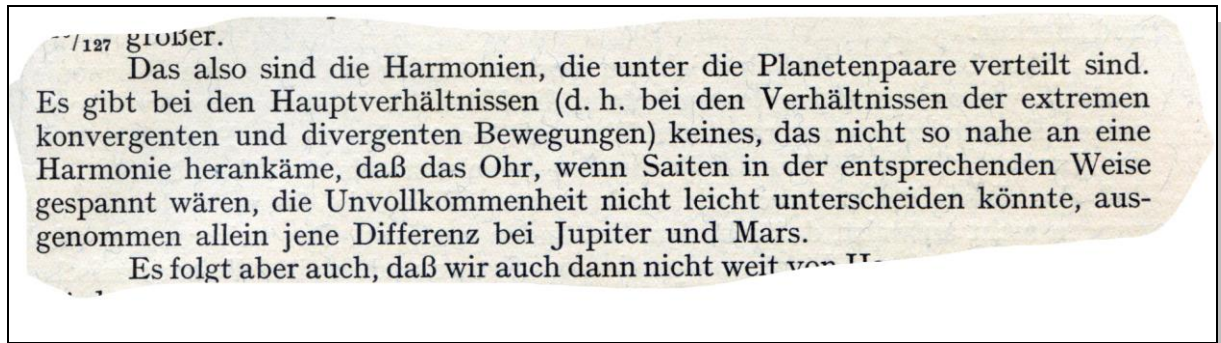 /127 größer.
Das also sind die Harmonien, die unter die Planetenpaare verteilt sind.
Es gibt bei den Hauptverhältnissen (d. h. bei den Verhältnissen der extremen
konvergenten und divergenten Bewegungen) keines, das nicht so nahe an eine
Harmonie herankäme, daß das Ohr, wenn Saiten in der entsprechenden Weise
gespannt wären, die Unvollkommenheit nicht leicht unterscheiden könnte, aus-
genommen allein jene Differenz bei Jupiter und Mars.
Es folgt aber auch, daß wir auch dann nicht weit von